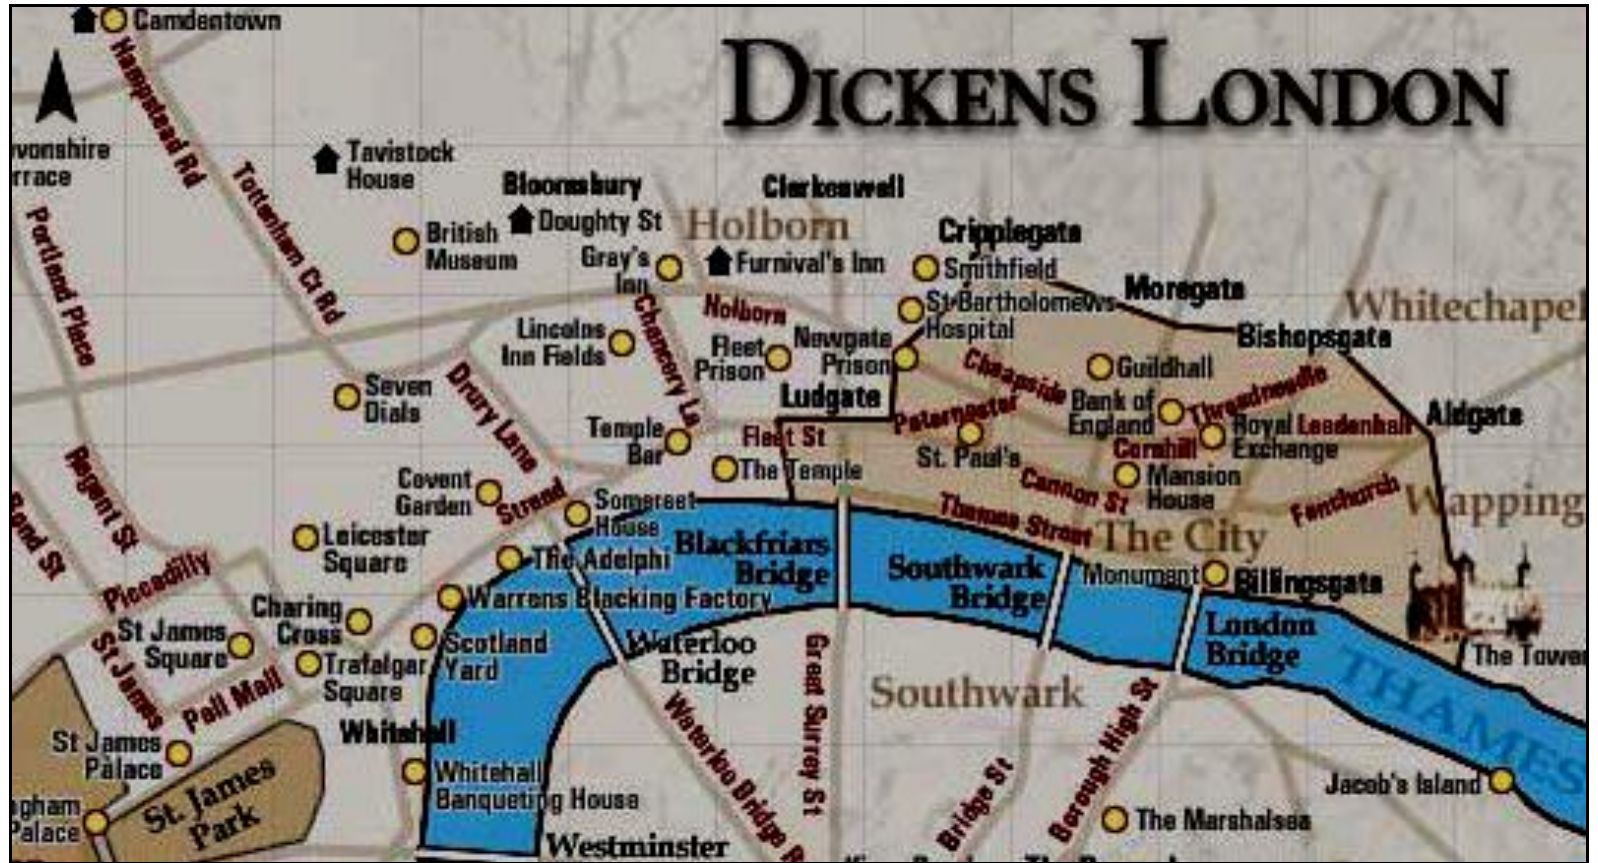 Camdentown
DICKENS LONDON
Hampstead Rd
vonshire
rrace
Tavistock
House
Tottenham Ct Rd
Portland Place
Bloomsbury
Doughty St
Clerkenwell
Holborn
British
Museum
Gray's
Inn
Furnival's Inn
Cripplegate
Smithfield
St Bartholomews
Hospital
Moregate
Whitechapel
Bishopsgate
Holborn
Chancery La
Lincolns
Inn Fields
Fleet
Prison
Newgate
Prison
Ludgate
Cheapside
Guildhall
Threadneedle
Paternoster
Bank of
England
Royal
Exchange
Leadenhall
Aldgate
Cornhill
St. Paul's
Mansion
House
Cannon St
Fenchurch
Wapping
Seven
Dials
Drury Lane
Temple
Bar
Fleet St
The Temple
Covent
Garden
Strand
Somerset
House
Thames Street
The City
Regent St
Bond St
Leicester
Square
The Adelphi
Blackfriars
Bridge
Southwark
Bridge
Monument
Billingsgate
Piccadilly
Warrens Blacking Factory
Charing
Cross
St James
Square
Scotland
Yard
Waterloo
Bridge
London
Bridge
The Tower
THAMES
Trafalgar
Square
St James
Pall Mall
Great Surrey St
Southwark
Waterloo Bridge R
Borough High St
Bridge St
Whitehall
St James
Palace
St. James
Park
Whitehall
Banqueting House
gham
Palace
Jacob's Island
The Marshalsea
Westminster